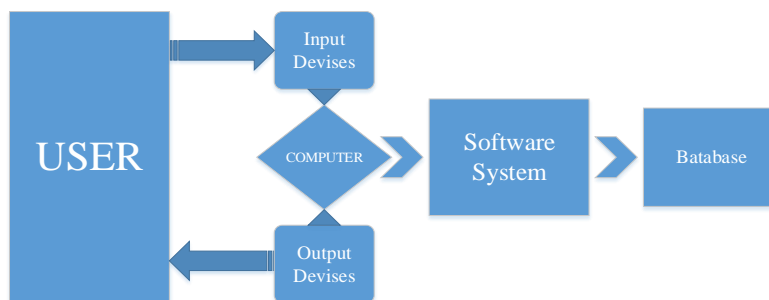 USER
Input
Devises
COMPUTER
Software
System
Batabase
Output
Devises